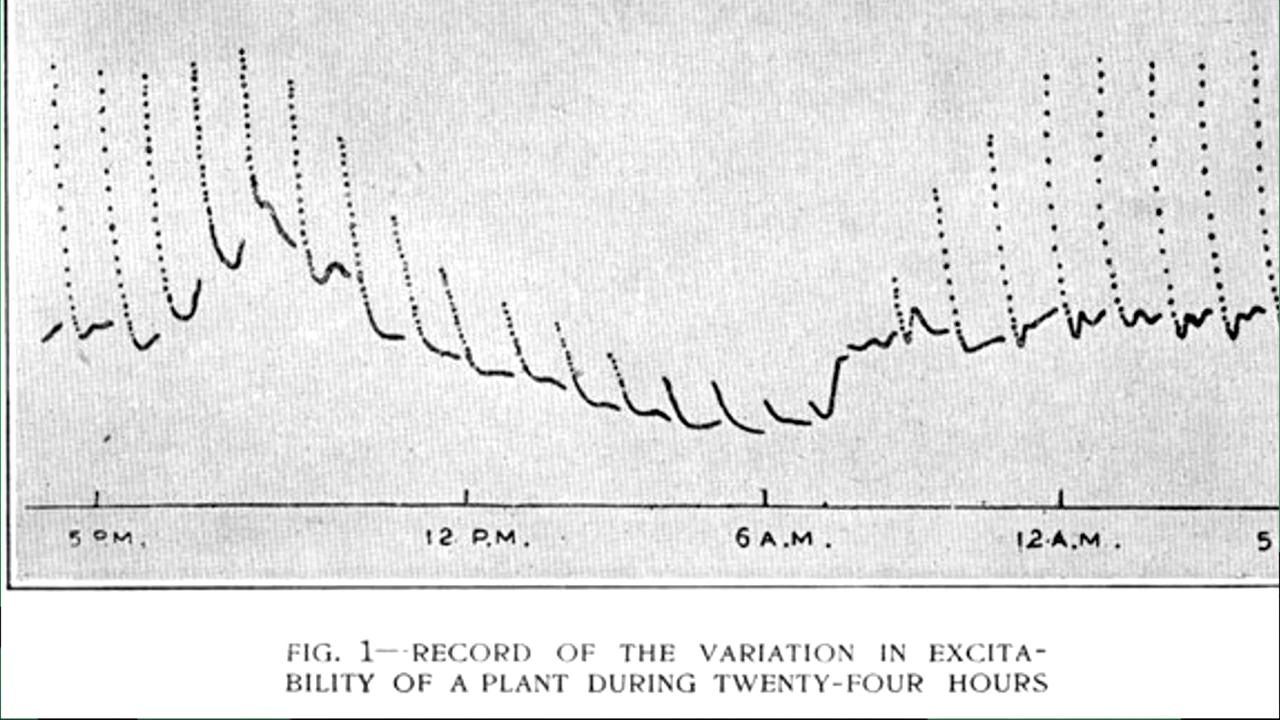 5 P.M. 12 P.M. 6 A.M. 12 A.M. 5
FIG. 1—RECORD OF THE VARIATION IN EXCITA-
BILITY OF A PLANT DURING TWENTY-FOUR HOURS